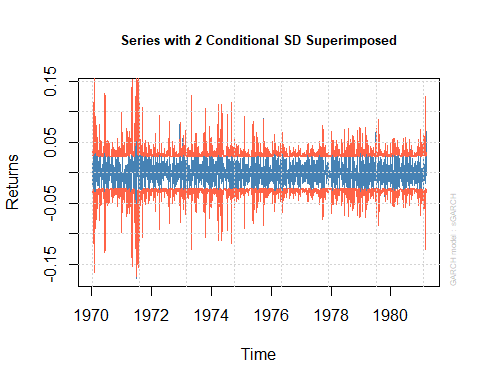 Series with 2 Conditional SD Superimposed
0.15
0.05
-0.05
-0.15
Returns
1970 1972 1974 1976 1978 1980
Time
GARCH model : sGARCH